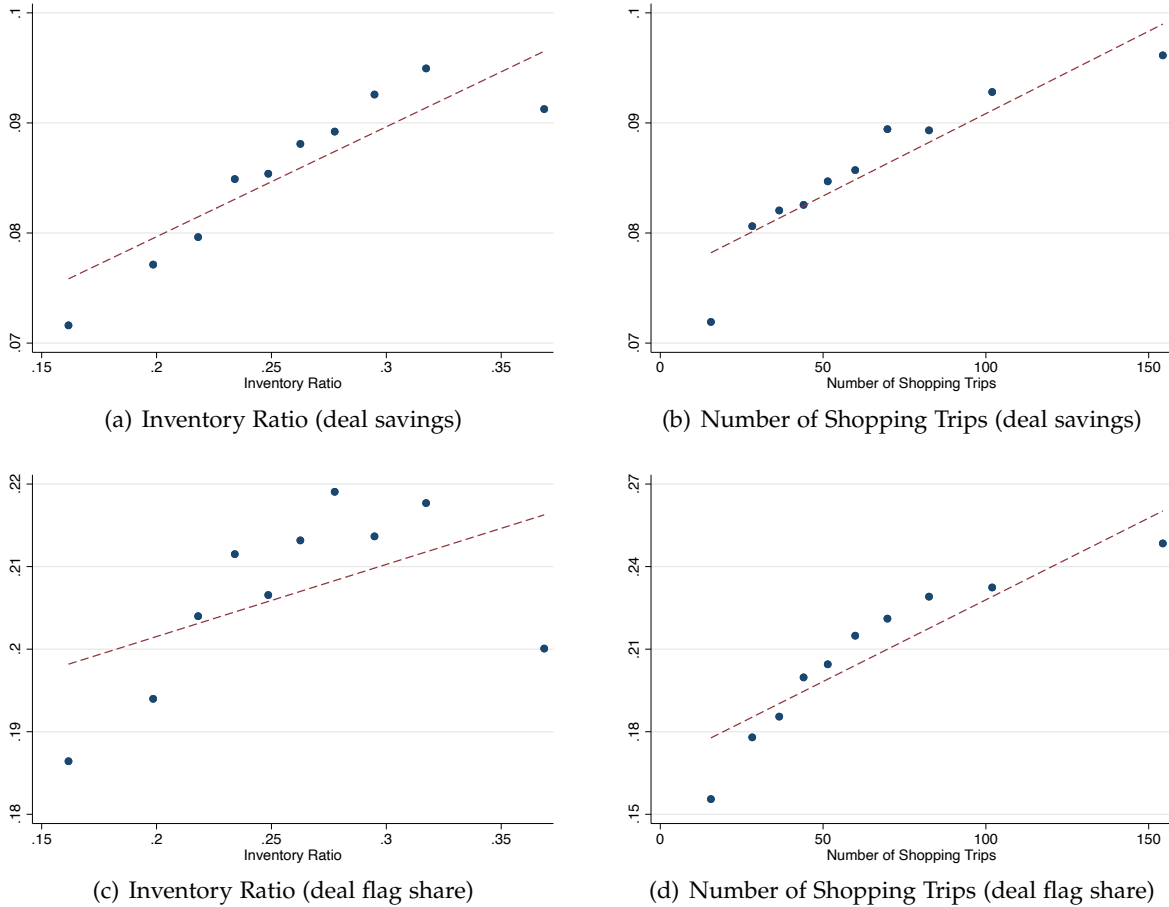 .1
.09
.08
.07
.15 .2 .25 .3 .35
Inventory Ratio
(a) Inventory Ratio (deal savings)
.1
.09
.08
.07
0 50 100 150
Number of Shopping Trips
(b) Number of Shopping Trips (deal savings)
.22
.21
.2
.19
.18
.15 .2 .25 .3 .35
Inventory Ratio
(c) Inventory Ratio (deal flag share)
.27
.24
.21
.18
.15
0 50 100 150
Number of Shopping Trips
(d) Number of Shopping Trips (deal flag share)